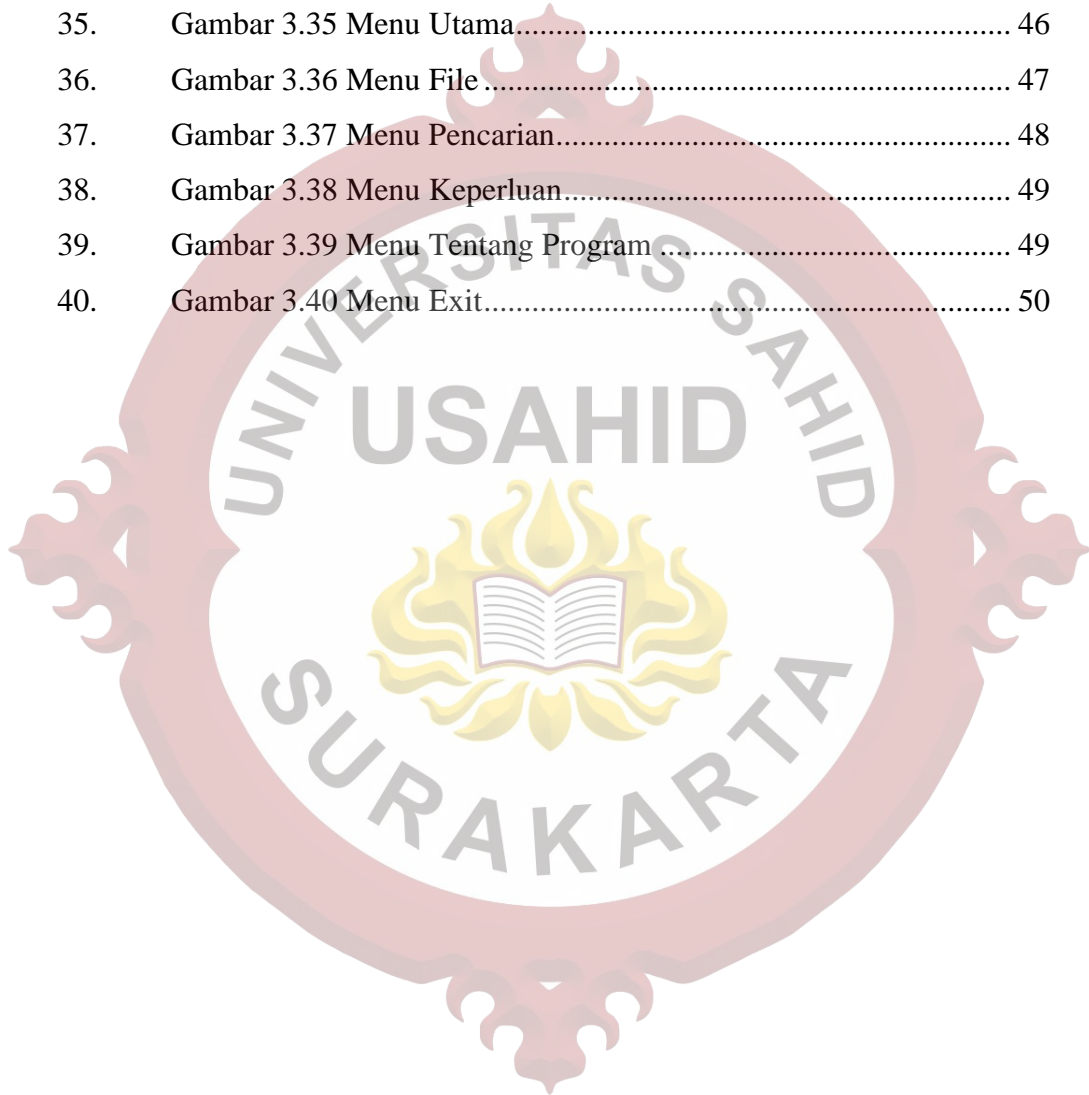 35. Gambar 3.35 Menu Utama.............................................................. 46
36. Gambar 3.36 Menu File.................................................................. 47
37. Gambar 3.37 Menu Pencarian......................................................... 48
38. Gambar 3.38 Menu Keperluan........................................................ 49
39. Gambar 3.39 Menu Tentang Program............................................ 49
40. Gambar 3.40 Menu Exit.................................................................. 50
UNIVERSITAS SAHID
USAHID
SURAKARTA